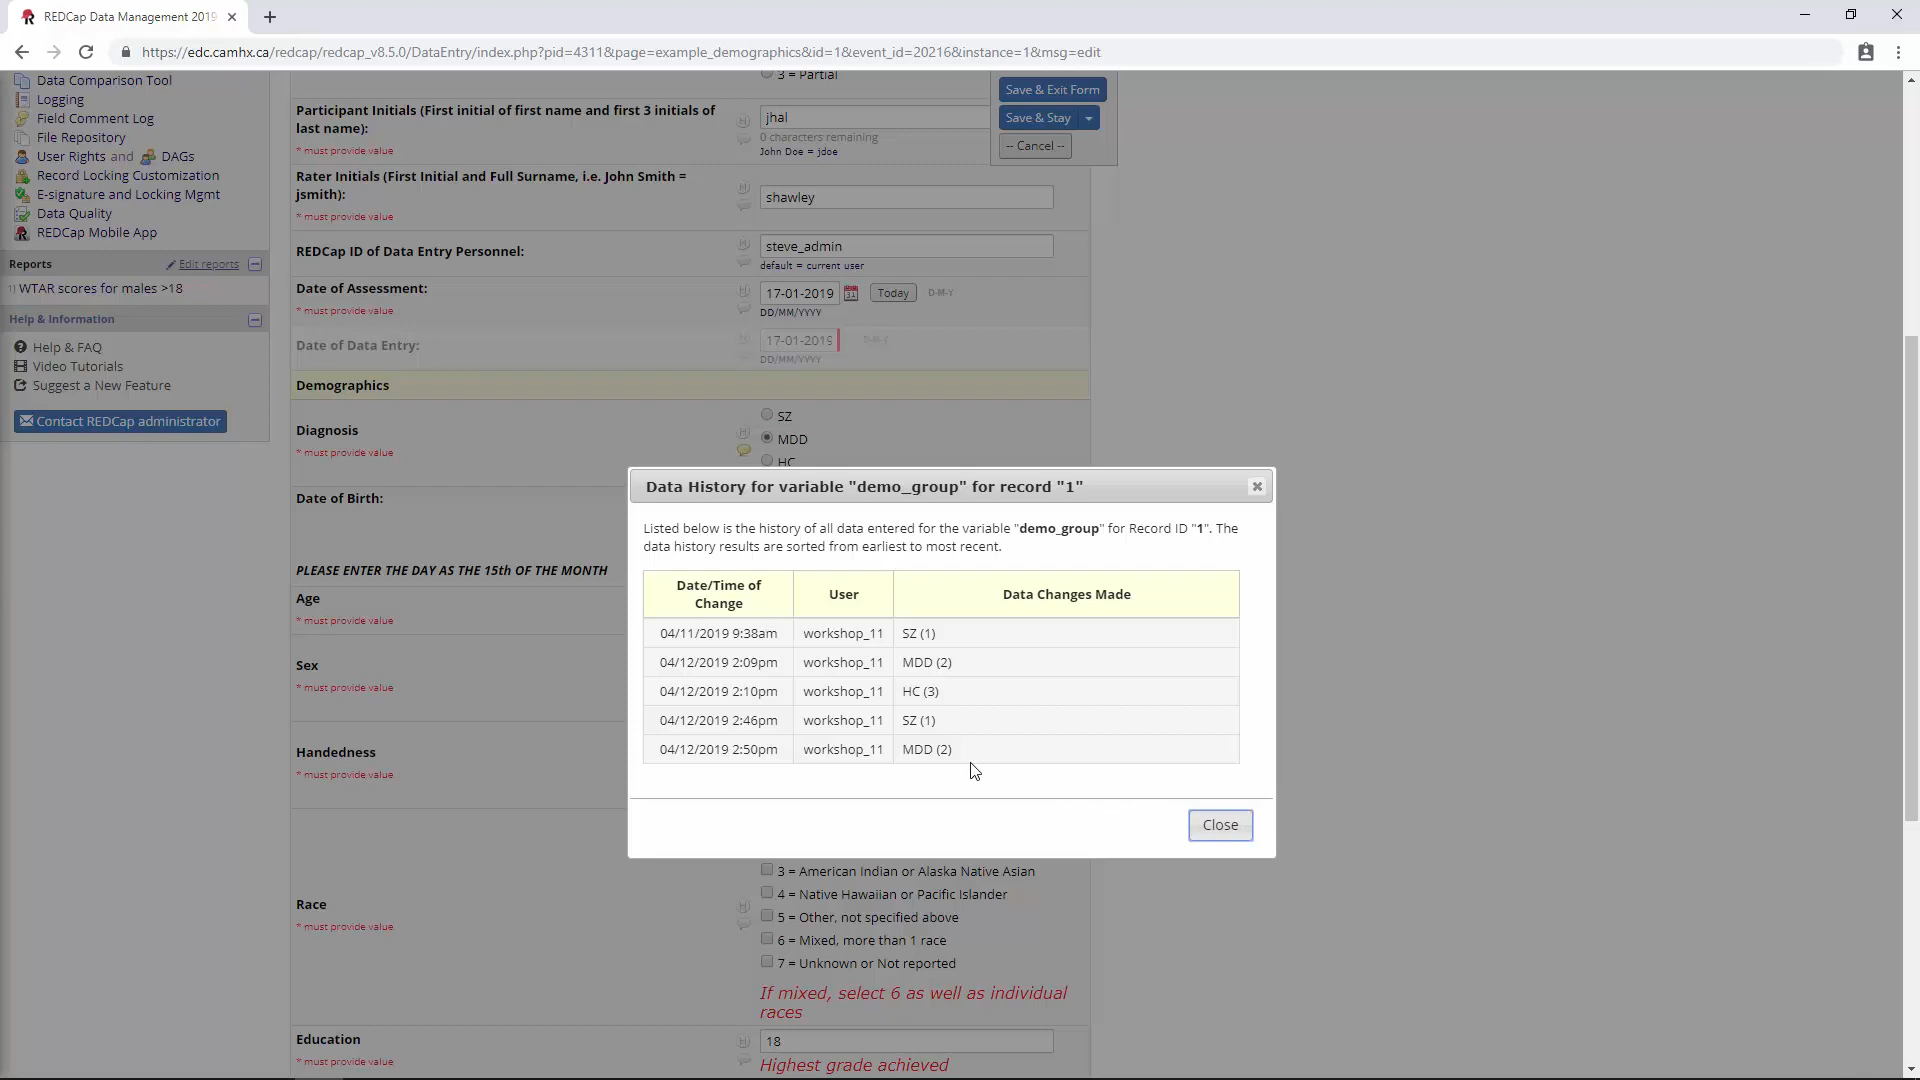 REDCap Data Management 2019
https://edc.camhx.ca/redcap/redcap_v8.5.0/DataEntry/index.php?pid=4311&page=example_demographics&id=1&event_id=20216&instance=1&msg=edit
Data Comparison Tool
Logging
Field Comment Log
File Repository
User Rights and DAGs
Record Locking Customization
E-signature and Locking Mgmt
Data Quality
REDCap Mobile App
Reports Edit reports
1) WTAR scores for males >18
Help & Information
Help & FAQ
Video Tutorials
Suggest a New Feature
Contact REDCap administrator
3 = Partial
Participant Initials (First initial of first name and first 3 initials of
last name):
* must provide value
jhal
0 characters remaining
John Doe = jdoe
Save & Exit Form
Save & Stay
-- Cancel --
Rater Initials (First Initial and Full Surname, i.e. John Smith =
jsmith):
* must provide value
shawley
REDCap ID of Data Entry Personnel:
steve_admin
default = current user
Date of Assessment:
* must provide value
17-01-2019 31 Today D-M-Y
DD/MM/YYYY
Date of Data Entry:
17-01-2019 D-M-Y
DD/MM/YYYY
Demographics
Diagnosis
* must provide value
SZ
MDD
HC
Date of Birth:
PLEASE ENTER THE DAY AS THE 15th OF THE MONTH
Age
* must provide value
Sex
* must provide value
Handedness
* must provide value
Data History for variable "demo_group" for record "1"
Listed below is the history of all data entered for the variable "demo_group" for Record ID "1". The
data history results are sorted from earliest to most recent.
Date/Time of
Change
User
Data Changes Made
04/11/2019 9:38am workshop_11 SZ (1)
04/12/2019 2:09pm workshop_11 MDD (2)
04/12/2019 2:10pm workshop_11 HC (3)
04/12/2019 2:46pm workshop_11 SZ (1)
04/12/2019 2:50pm workshop_11 MDD (2)
Close
Race
* must provide value
3 = American Indian or Alaska Native Asian
4 = Native Hawaiian or Pacific Islander
5 = Other, not specified above
6 = Mixed, more than 1 race
7 = Unknown or Not reported
If mixed, select 6 as well as individual
races
Education
* must provide value
18
Highest grade achieved